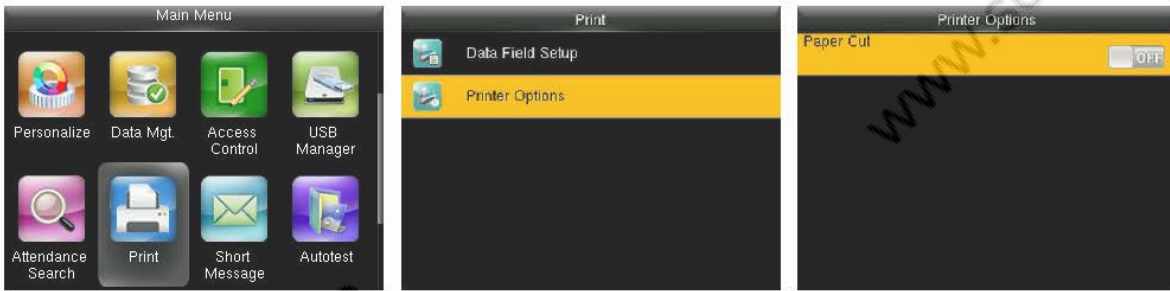 Main Menu
Personalize
Data Mgt.
Access
Control
USB
Manager
Attendance
Search
Print
Short
Message
Autotest
Print
Data Field Setup
Printer Options
Printer Options
Paper Cut
OFF